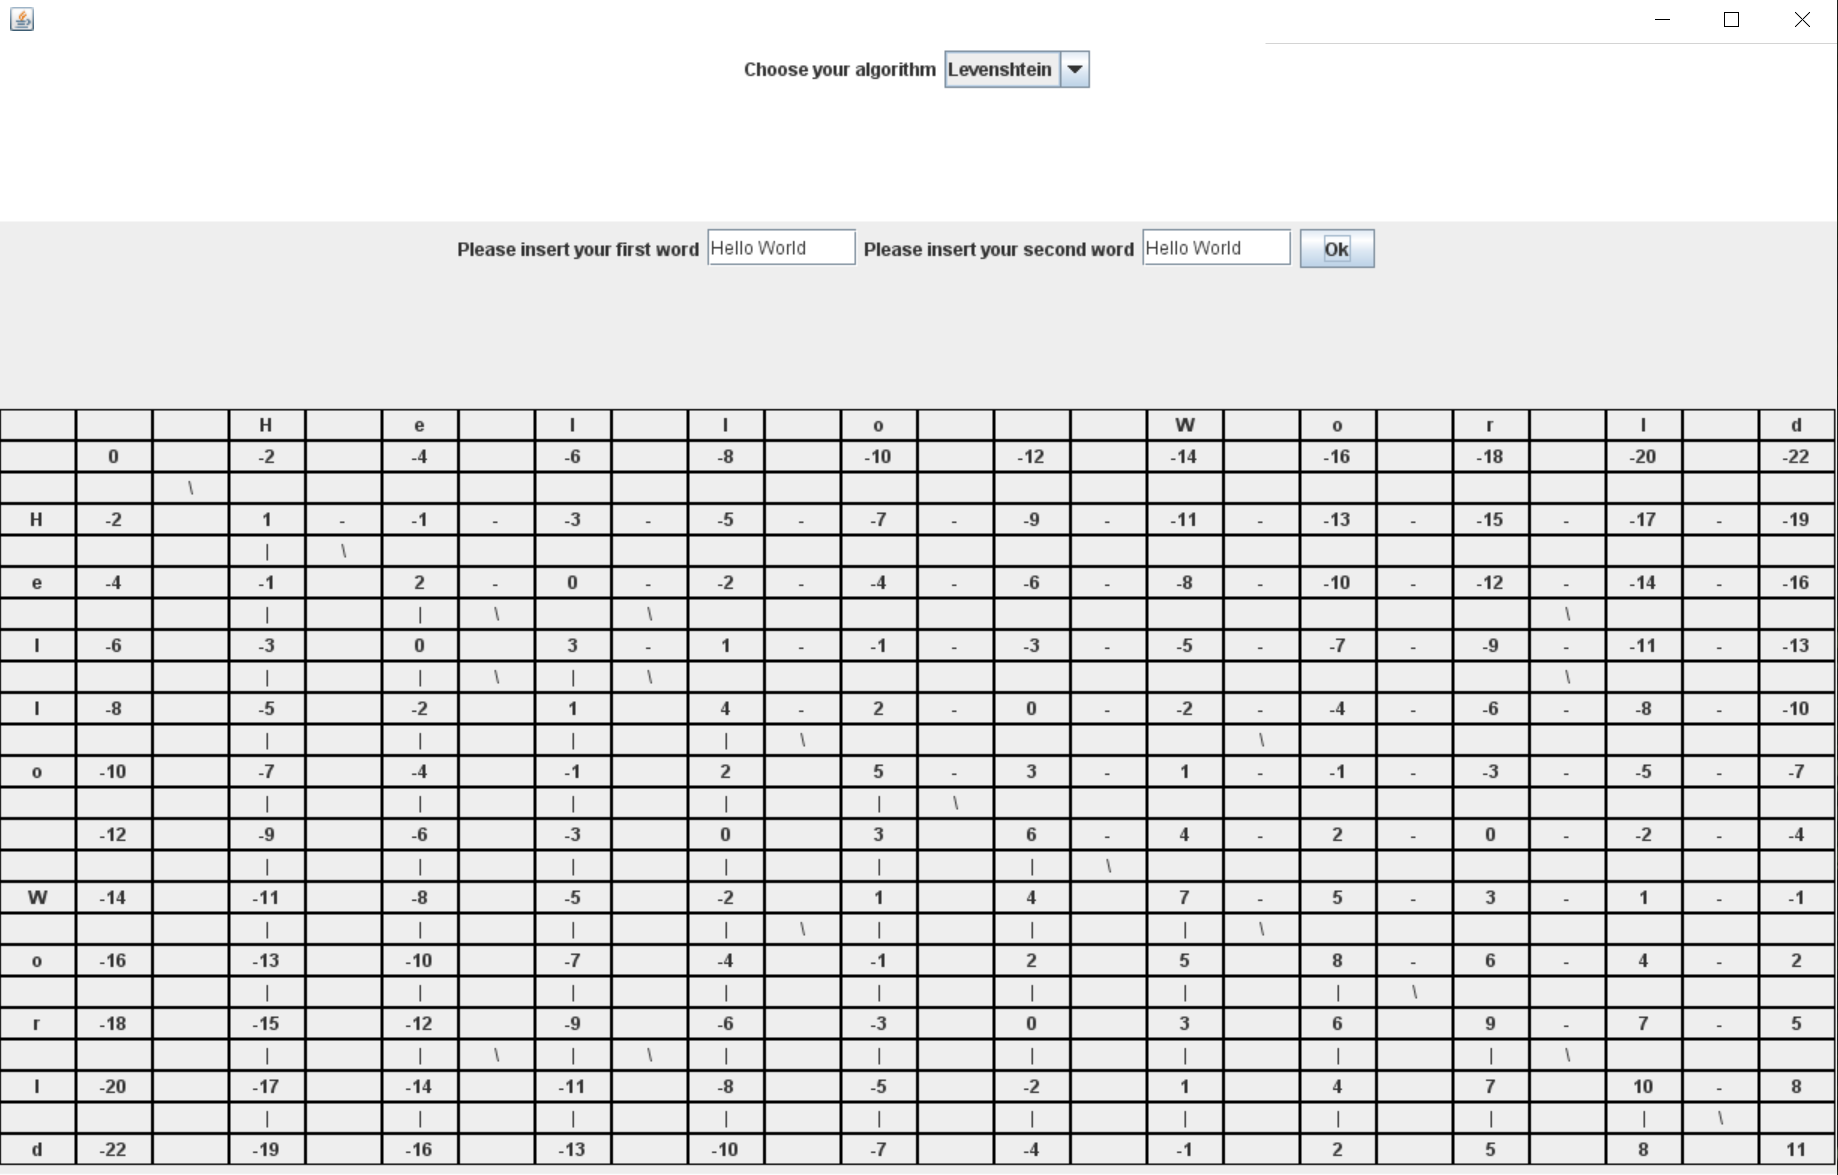 Choose your algorithm Levenshtein
Please insert your first word Hello World Please insert your second word Hello World Ok
H e l l o W o r l d
0 -2 -4 -6 -8 -10 -12 -14 -16 -18 -20 -22
\
H -2 1 - -1 - -3 - -5 - -7 - -9 - -11 - -13 - -15 - -17 - -19
| \
e -4 -1 2 - 0 - -2 - -4 - -6 - -8 - -10 - -12 - -14 - -16
| | \ \ \
l -6 -3 0 3 - 1 - -1 - -3 - -5 - -7 - -9 - -11 - -13
| | \ | \ \
l -8 -5 -2 1 4 - 2 - 0 - -2 - -4 - -6 - -8 - -10
| | | | \ \
o -10 -7 -4 -1 2 5 - 3 - 1 - -1 - -3 - -5 - -7
| | | | | \
-12 -9 -6 -3 0 3 6 - 4 - 2 - 0 - -2 - -4
| | | | | | \
W -14 -11 -8 -5 -2 1 4 7 - 5 - 3 - 1 - -1
| | | | \ | | | \
o -16 -13 -10 -7 -4 -1 2 5 8 - 6 - 4 - 2
| | | | | | | | \
r -18 -15 -12 -9 -6 -3 0 3 6 9 - 7 - 5
| | \ | \ | | | | | | \
l -20 -17 -14 -11 -8 -5 -2 1 4 7 10 - 8
| | | | | | | | | | \
d -22 -19 -16 -13 -10 -7 -4 -1 2 5 8 11